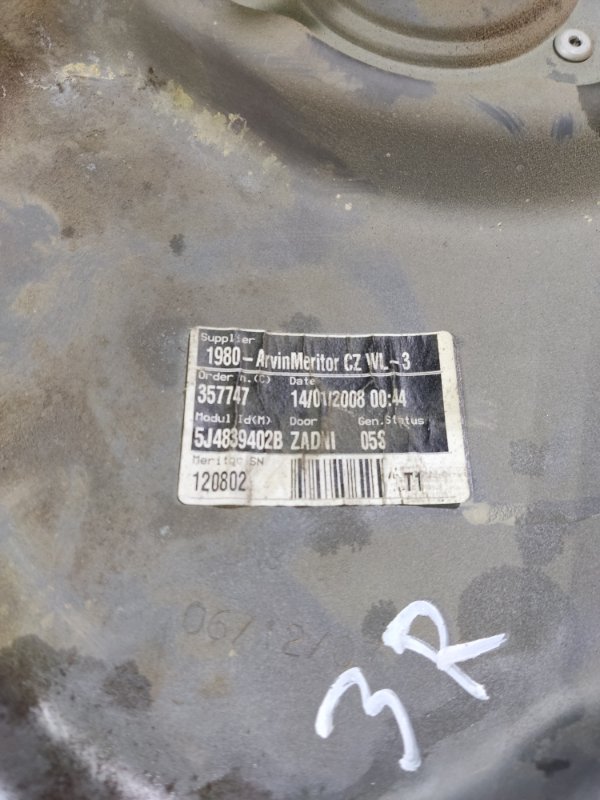 Supplier
1980-ArvinMeritor CZ WL-3
Order n.(C) Date
357747 14/01/2008 00:44
Modul Id(M) Door Gen.Status
5J4839402B ZADNI 05S
Meritor SN
120802 T1
3R